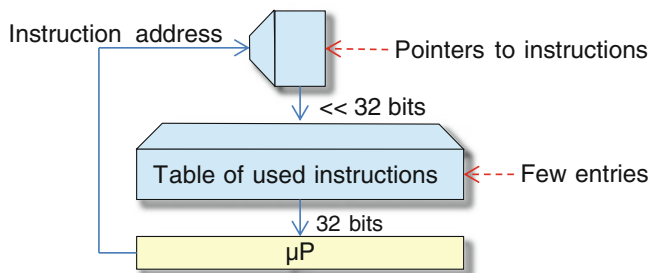 Instruction address
Pointers to instructions
<< 32 bits
Table of used instructions
Few entries
32 bits
µP